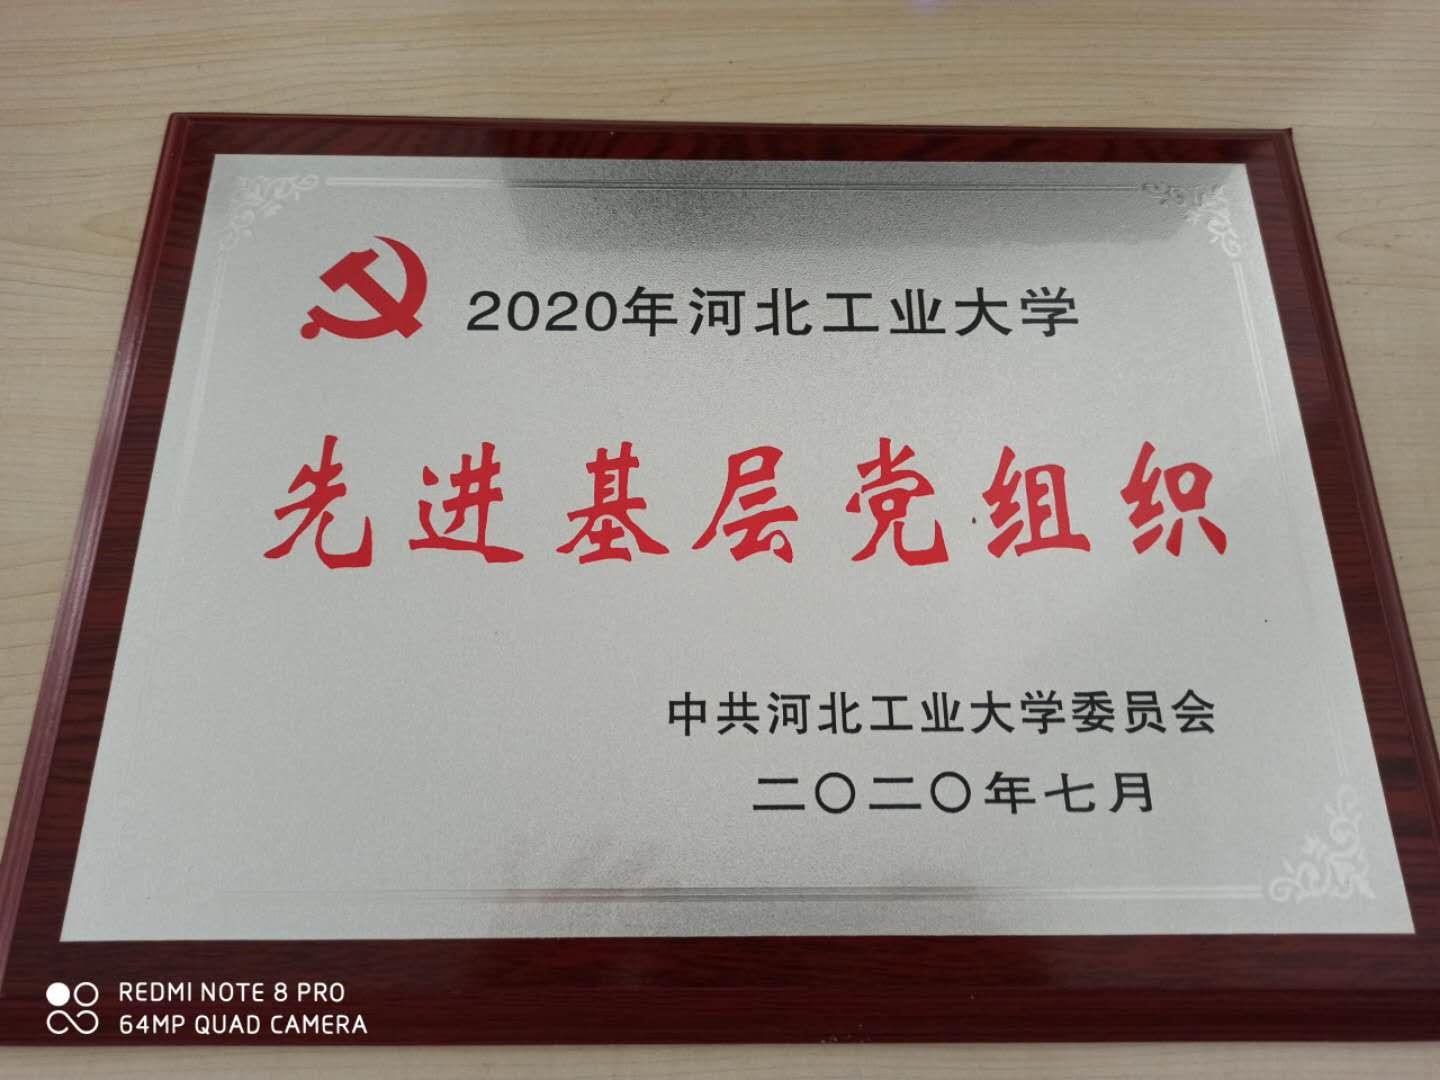 2020年河北工业大学
先进基层党组织
中共河北工业大学委员会
二〇二〇年七月
REDMI NOTE 8 PRO
64MP QUAD CAMERA